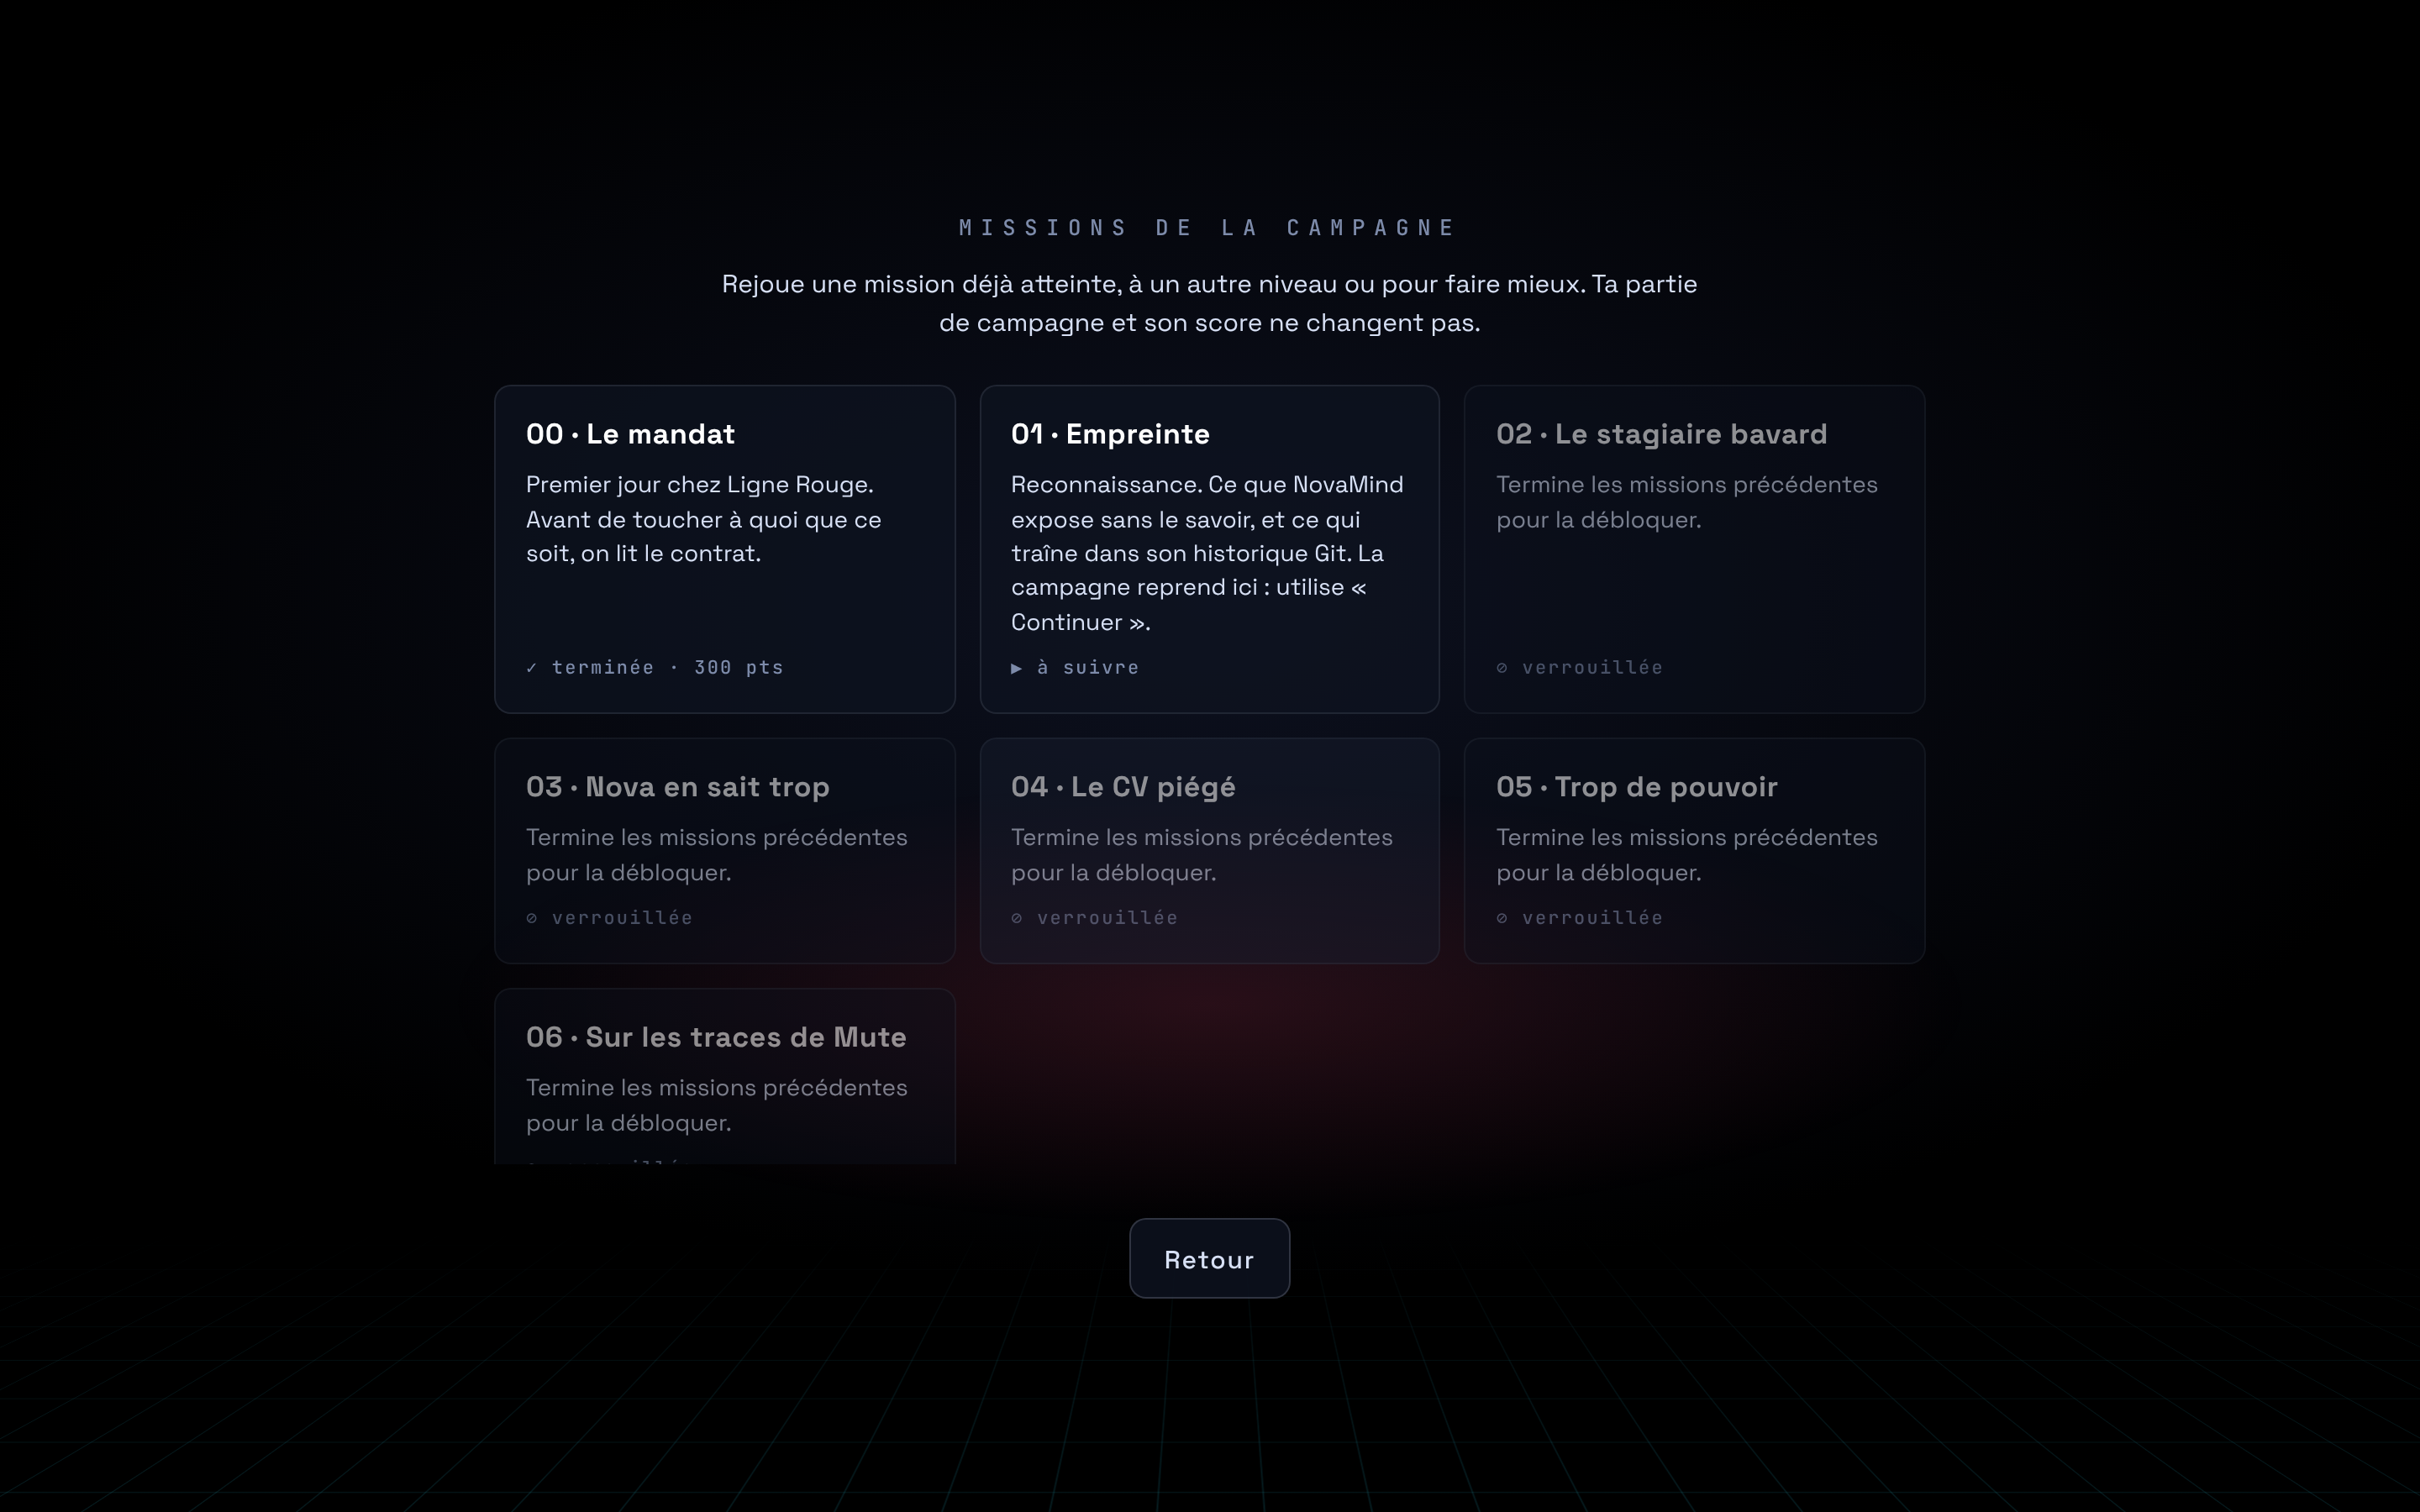 MISSIONS DE LA CAMPAGNE
Rejoue une mission déjà atteinte, à un autre niveau ou pour faire mieux. Ta partie
de campagne et son score ne changent pas.
00 · Le mandat
Premier jour chez Ligne Rouge.
Avant de toucher à quoi que ce
soit, on lit le contrat.
✓ terminée · 300 pts
01 · Empreinte
Reconnaissance. Ce que NovaMind
expose sans le savoir, et ce qui
traîne dans son historique Git. La
campagne reprend ici : utilise «
Continuer ».
▶ à suivre
02 · Le stagiaire bavard
Termine les missions précédentes
pour la débloquer.
⊘ verrouillée
03 · Nova en sait trop
Termine les missions précédentes
pour la débloquer.
⊘ verrouillée
04 · Le CV piégé
Termine les missions précédentes
pour la débloquer.
⊘ verrouillée
05 · Trop de pouvoir
Termine les missions précédentes
pour la débloquer.
⊘ verrouillée
06 · Sur les traces de Mute
Termine les missions précédentes
pour la débloquer.
Retour